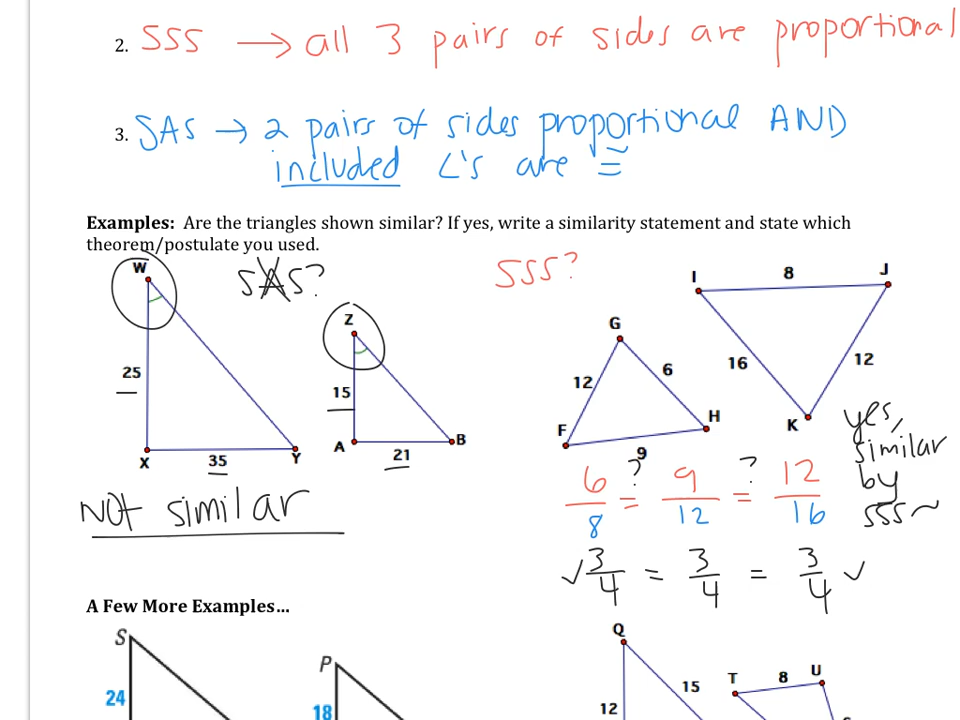 2. SSS → all 3 pairs of sides are proportional
3. SAS → 2 pairs of sides proportional AND
included ∠'s are ≅
Examples: Are the triangles shown similar? If yes, write a similarity statement and state which
theorem/postulate you used.
W
SAS?
25
X
35
Y
Z
15
A
21
B
NOT similar
SSS?
G
12
6
F
H
9
I
8
J
16
12
K
yes,
similar
by
SSS~
6/8 ?= 9/12 ?= 12/16
✓ 3/4 = 3/4 = 3/4 ✓
A Few More Examples…
S
24
P
18
Q
12
15
T
8
U